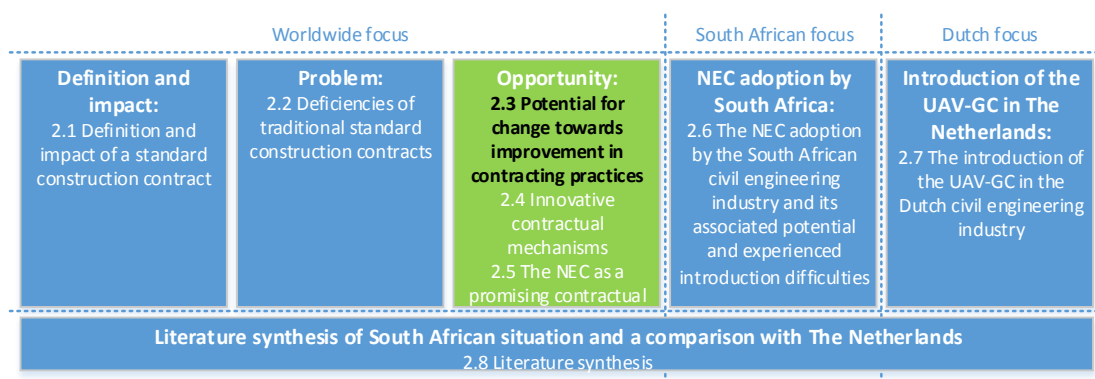 Worldwide focus
South African focus
Dutch focus
Definition and
impact:
2.1 Definition and
impact of a standard
construction contract
Problem:
2.2 Deficiencies of
traditional standard
construction contracts
Opportunity:
2.3 Potential for
change towards
improvement in
contracting practices
2.4 Innovative
contractual
mechanisms
2.5 The NEC as a
promising contractual
NEC adoption by
South Africa:
2.6 The NEC adoption
by the South African
civil engineering
industry and its
associated potential
and experienced
introduction difficulties
Introduction of the
UAV-GC in The
Netherlands:
2.7 The introduction of
the UAV-GC in the
Dutch civil engineering
industry
Literature synthesis of South African situation and a comparison with The Netherlands
2.8 Literature synthesis